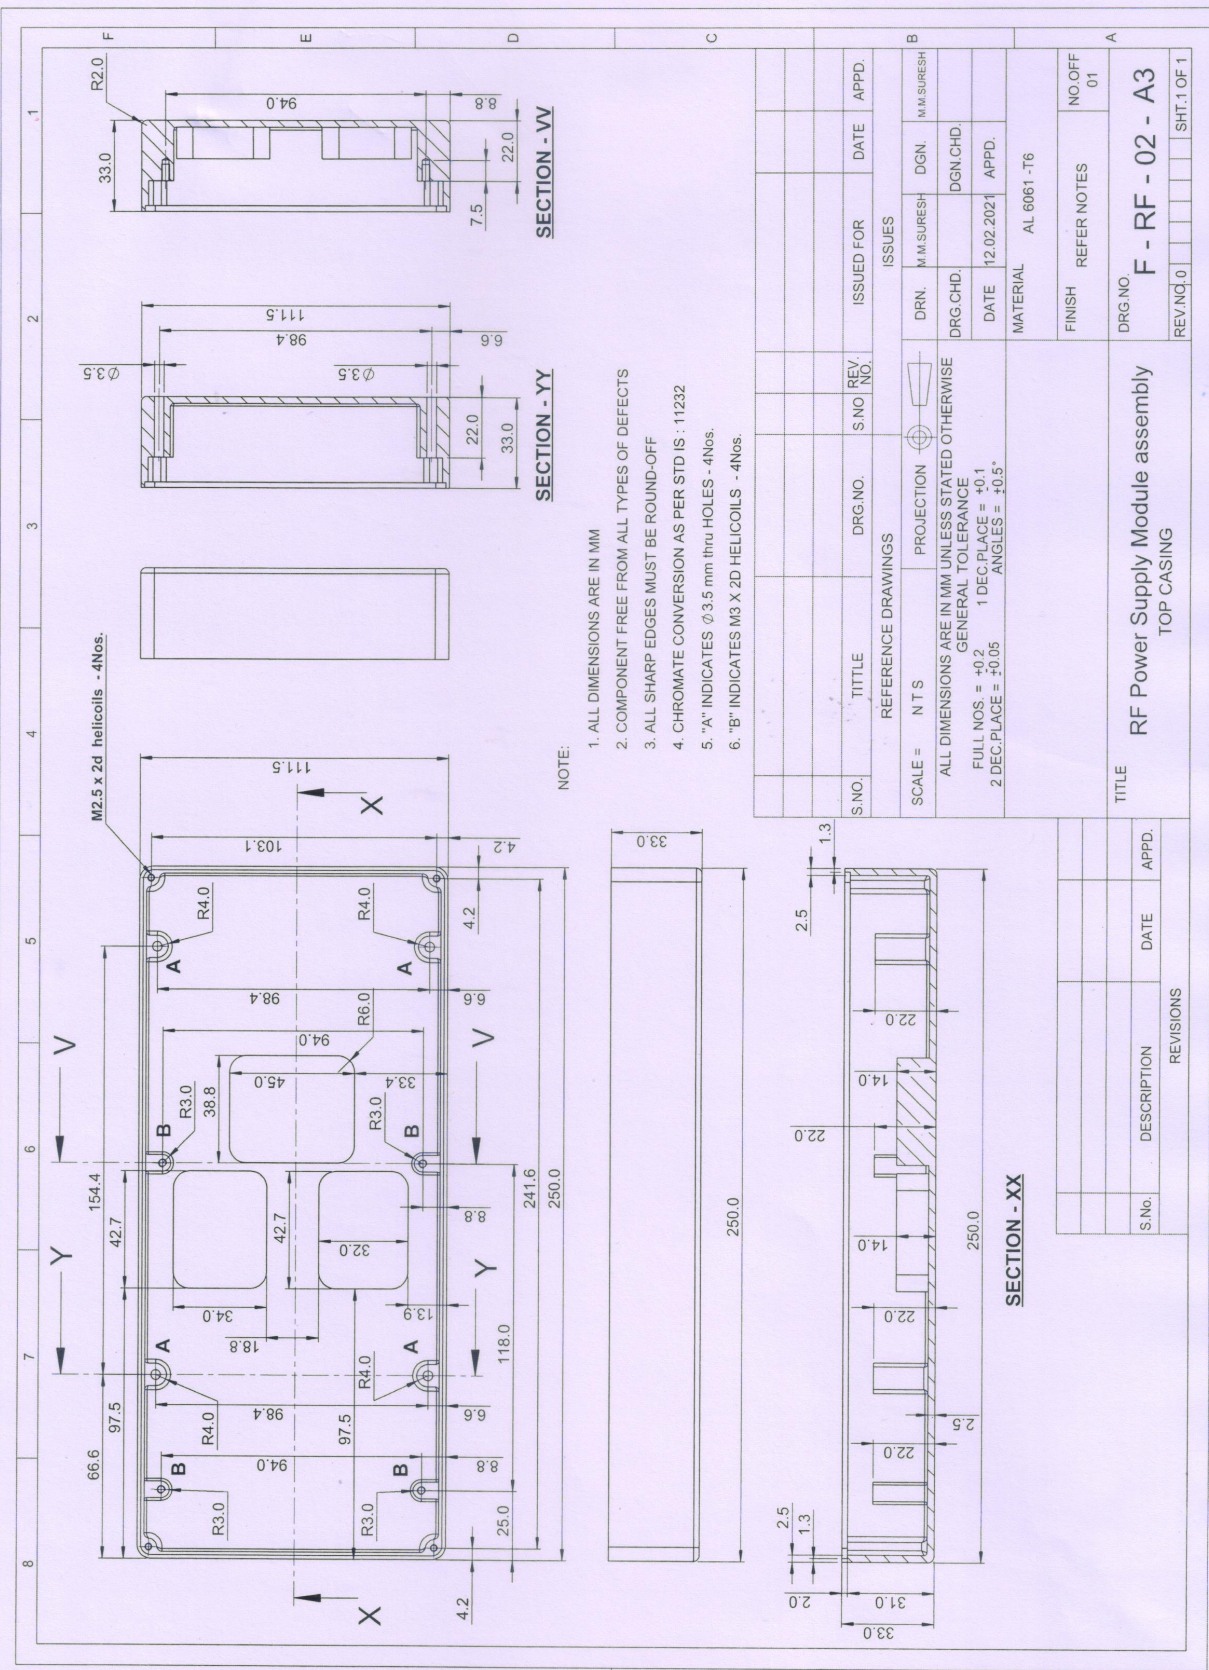 8
7
6
5
4
3
2
1
F
E
D
C
B
A
M2.5 x 2d helicoils - 4Nos.
66.6
154.4
97.5
42.7
38.8
R3.0
B
R4.0
A
R3.0
B
R4.0
A
Y
Y
V
V
X
X
94.0
98.4
34.0
18.8
42.7
32.0
13.9
45.0
R6.0
33.4
94.0
98.4
103.1
111.5
97.5
R3.0
B
R4.0
A
R3.0
B
R4.0
A
8.8
6.6
8.8
6.6
4.2
4.2
4.2
25.0
118.0
241.6
250.0
33.0
250.0
2.5
1.3
2.0
31.0
33.0
22.0
2.5
22.0
14.0
22.0
14.0
22.0
2.5
1.3
250.0
SECTION - XX
Ø3.5
Ø3.5
98.4
111.5
6.6
22.0
33.0
SECTION - YY
R2.0
33.0
94.0
8.8
7.5
22.0
SECTION - VV
NOTE:
1. ALL DIMENSIONS ARE IN MM
2. COMPONENT FREE FROM ALL TYPES OF DEFECTS
3. ALL SHARP EDGES MUST BE ROUND-OFF
4. CHROMATE CONVERSION AS PER STD IS : 11232
5. "A" INDICATES Ø3.5 mm thru HOLES - 4Nos.
6. "B" INDICATES M3 X 2D HELICOILS - 4Nos.
S.NO. TITTLE DRG.NO. S.NO REV. NO. ISSUED FOR DATE APPD.
REFERENCE DRAWINGS ISSUES
SCALE = N T S PROJECTION
ALL DIMENSIONS ARE IN MM UNLESS STATED OTHERWISE
GENERAL TOLERANCE
FULL NOS. = ±0.2 1 DEC.PLACE = ±0.1
2 DEC.PLACE = ±0.05 ANGLES = ±0.5°
DRN. M.M.SURESH DGN. M.M.SURESH
DRG.CHD. DGN.CHD.
DATE 12.02.2021 APPD.
MATERIAL AL 6061 -T6
FINISH REFER NOTES NO.OFF 01
TITLE
RF Power Supply Module assembly
TOP CASING
DRG.NO.
F - RF - 02 - A3
REV.NO.0 SHT.1 OF 1
S.No. DESCRIPTION DATE APPD.
REVISIONS